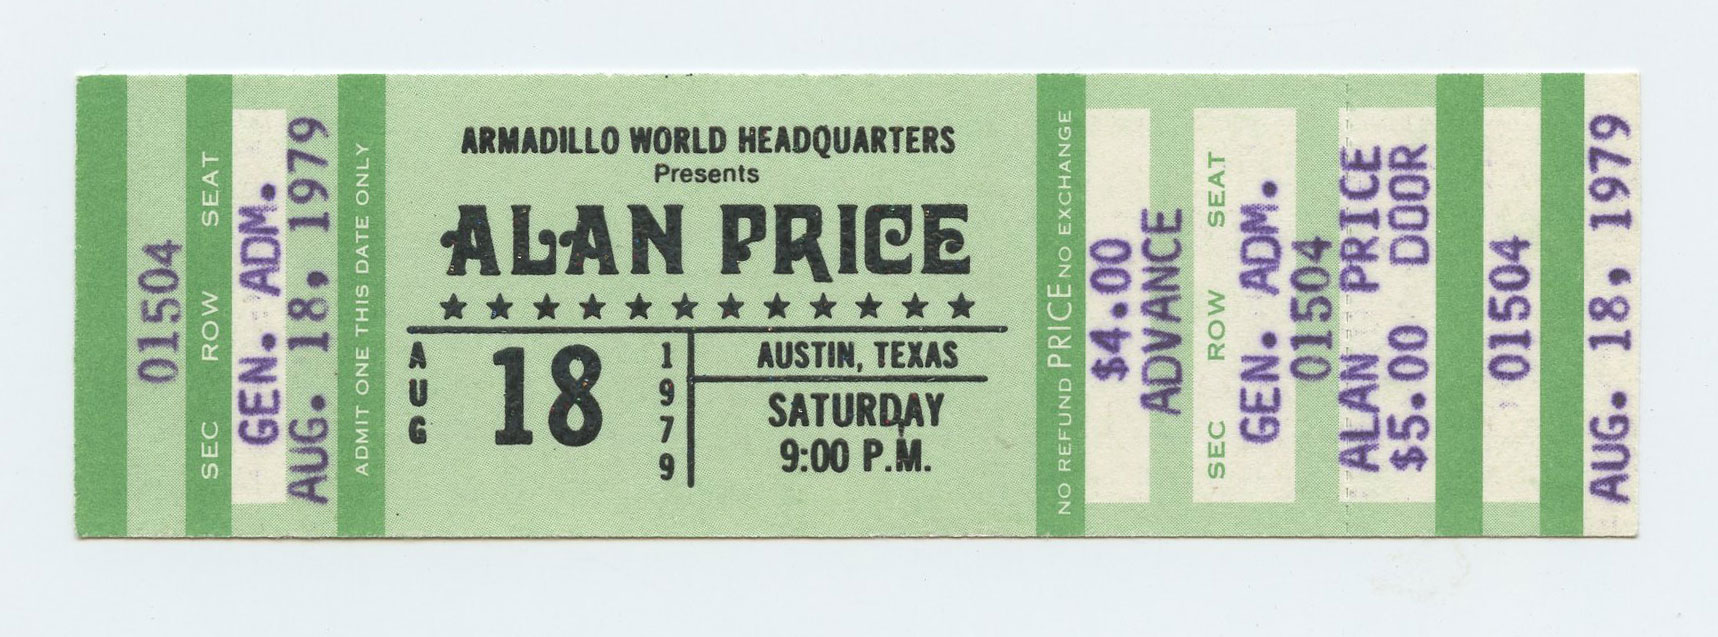 01504
SEC ROW SEAT
GEN. ADM.
AUG. 18, 1979
ADMIT ONE THIS DATE ONLY
ARMADILLO WORLD HEADQUARTERS
Presents
ALAN PRICE
AUG 18 1979
AUSTIN, TEXAS
SATURDAY
9:00 P.M.
NO REFUND PRICE NO EXCHANGE
$4.00
ADVANCE
SEC ROW SEAT
GEN. ADM.
01504
ALAN PRICE
$5.00 DOOR
01504
AUG. 18, 1979